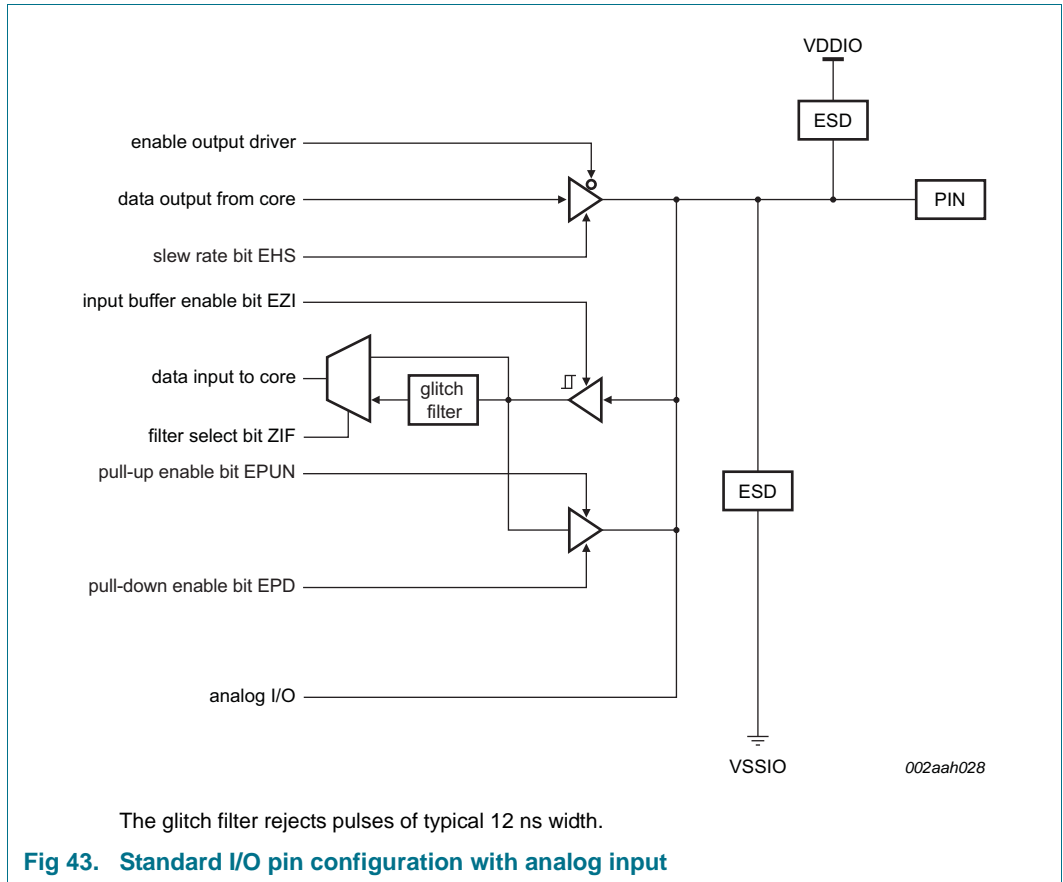 VDDIO
ESD
enable output driver
data output from core
PIN
slew rate bit EHS
input buffer enable bit EZI
data input to core
glitch
filter
filter select bit ZIF
pull-up enable bit EPUN
ESD
pull-down enable bit EPD
analog I/O
VSSIO
002aah028
The glitch filter rejects pulses of typical 12 ns width.
Fig 43. Standard I/O pin configuration with analog input